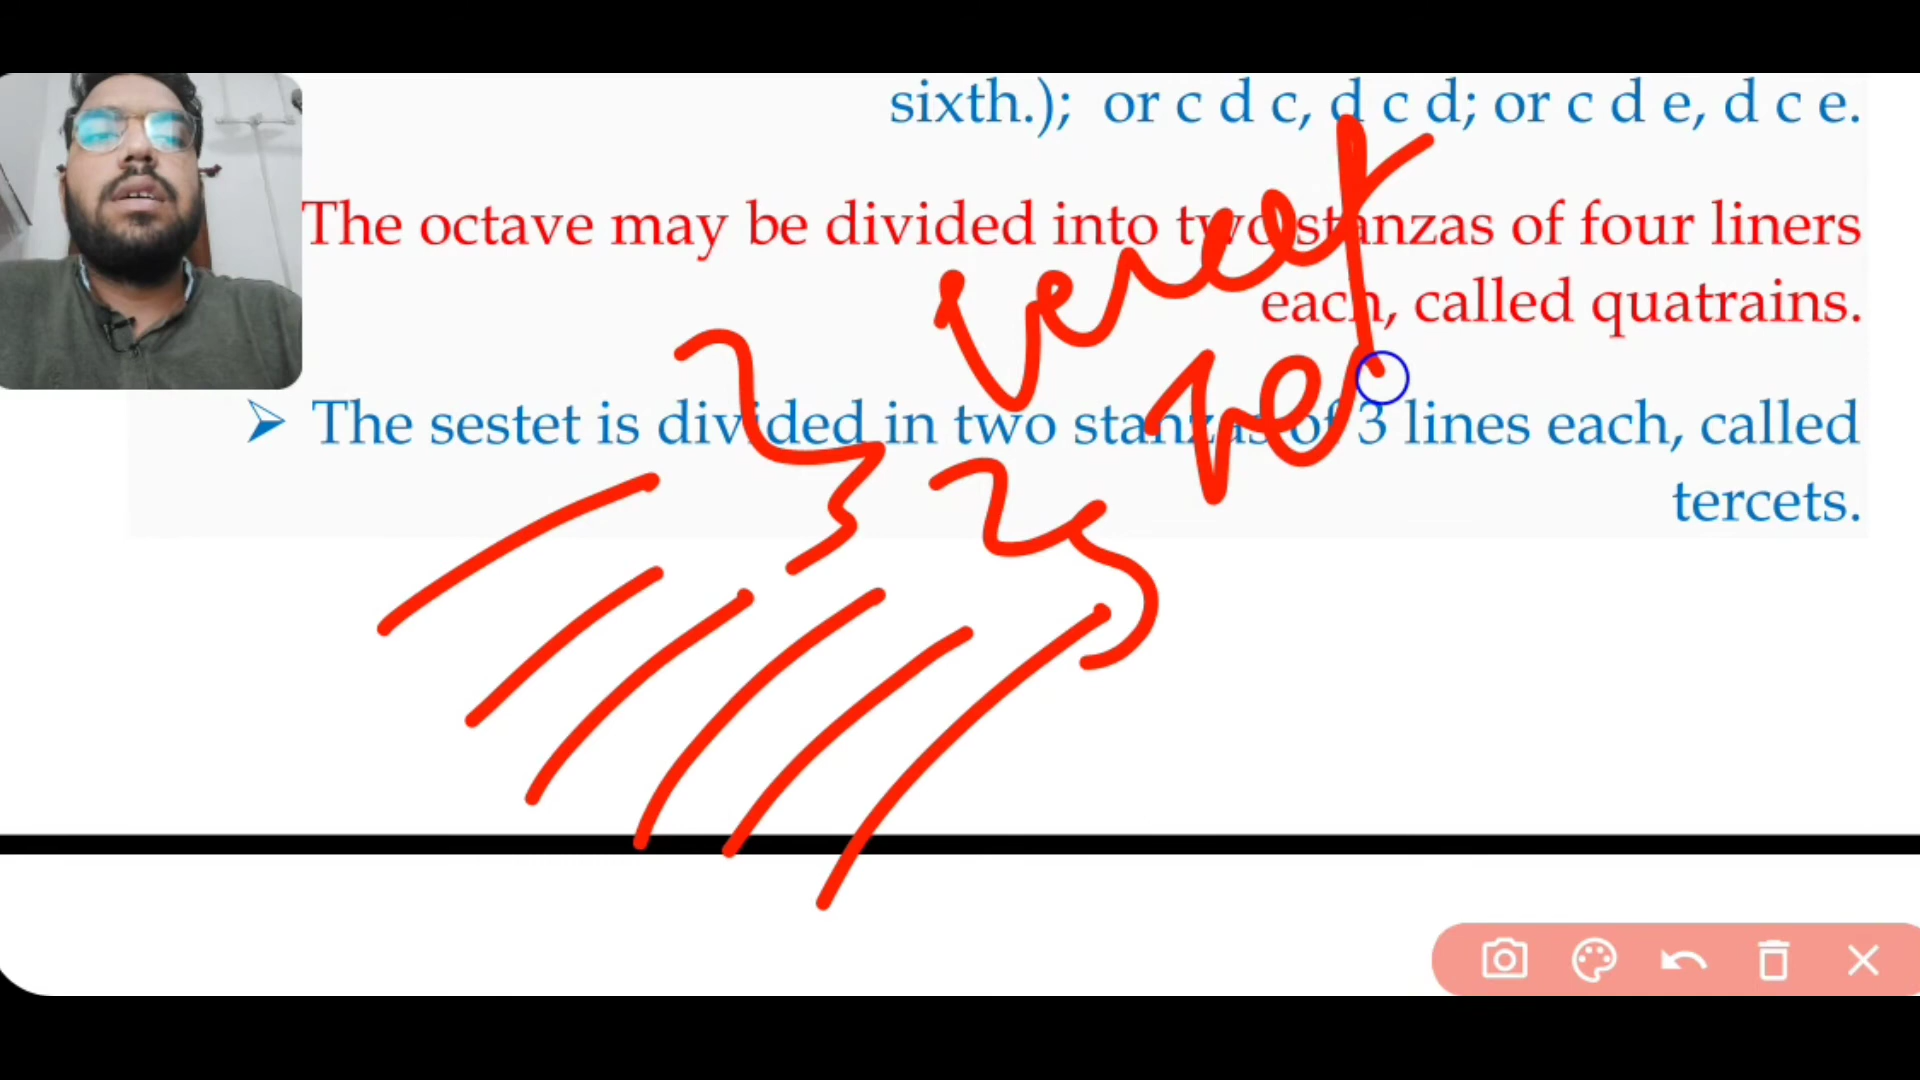 sixth.); or c d c, d c d; or c d e, d c e.
The octave may be divided into two stanzas of four liners
each, called quatrains.
The sestet is divided in two stanzas of 3 lines each, called
tercets.